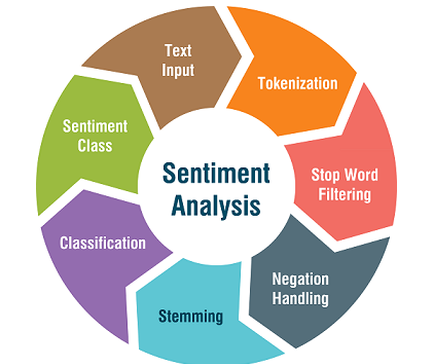 Text
Input
Tokenization
Stop Word
Filtering
Negation
Handling
Stemming
Classification
Sentiment
Class
Sentiment
Analysis